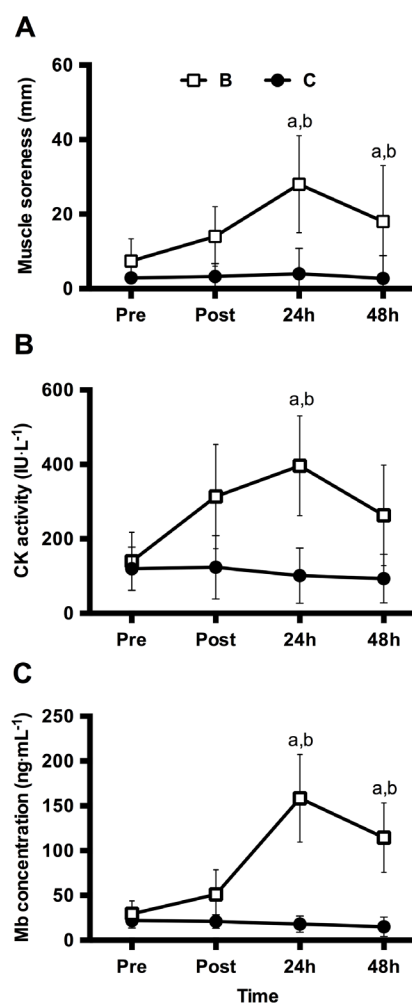 A
Muscle soreness (mm)
60
40
20
0
B C
a,b
a,b
Pre Post 24h 48h
B
CK activity (IU·L-1)
600
400
200
0
a,b
Pre Post 24h 48h
C
Mb concentration (ng·mL-1)
250
200
150
100
50
0
a,b
a,b
Pre Post 24h 48h
Time